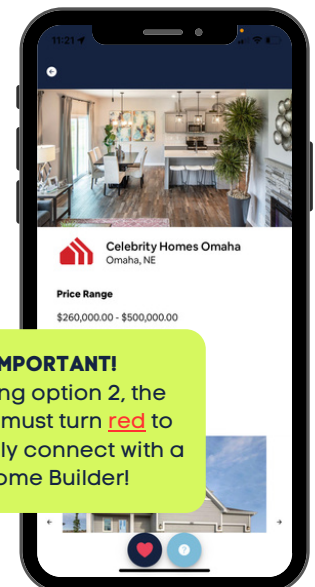 11:21
Celebrity Homes Omaha
Omaha, NE
Price Range
$260,000.00 - $500,000.00
MPORTANT!
ng option 2, the
must turn red to
ly connect with a
ome Builder!
?